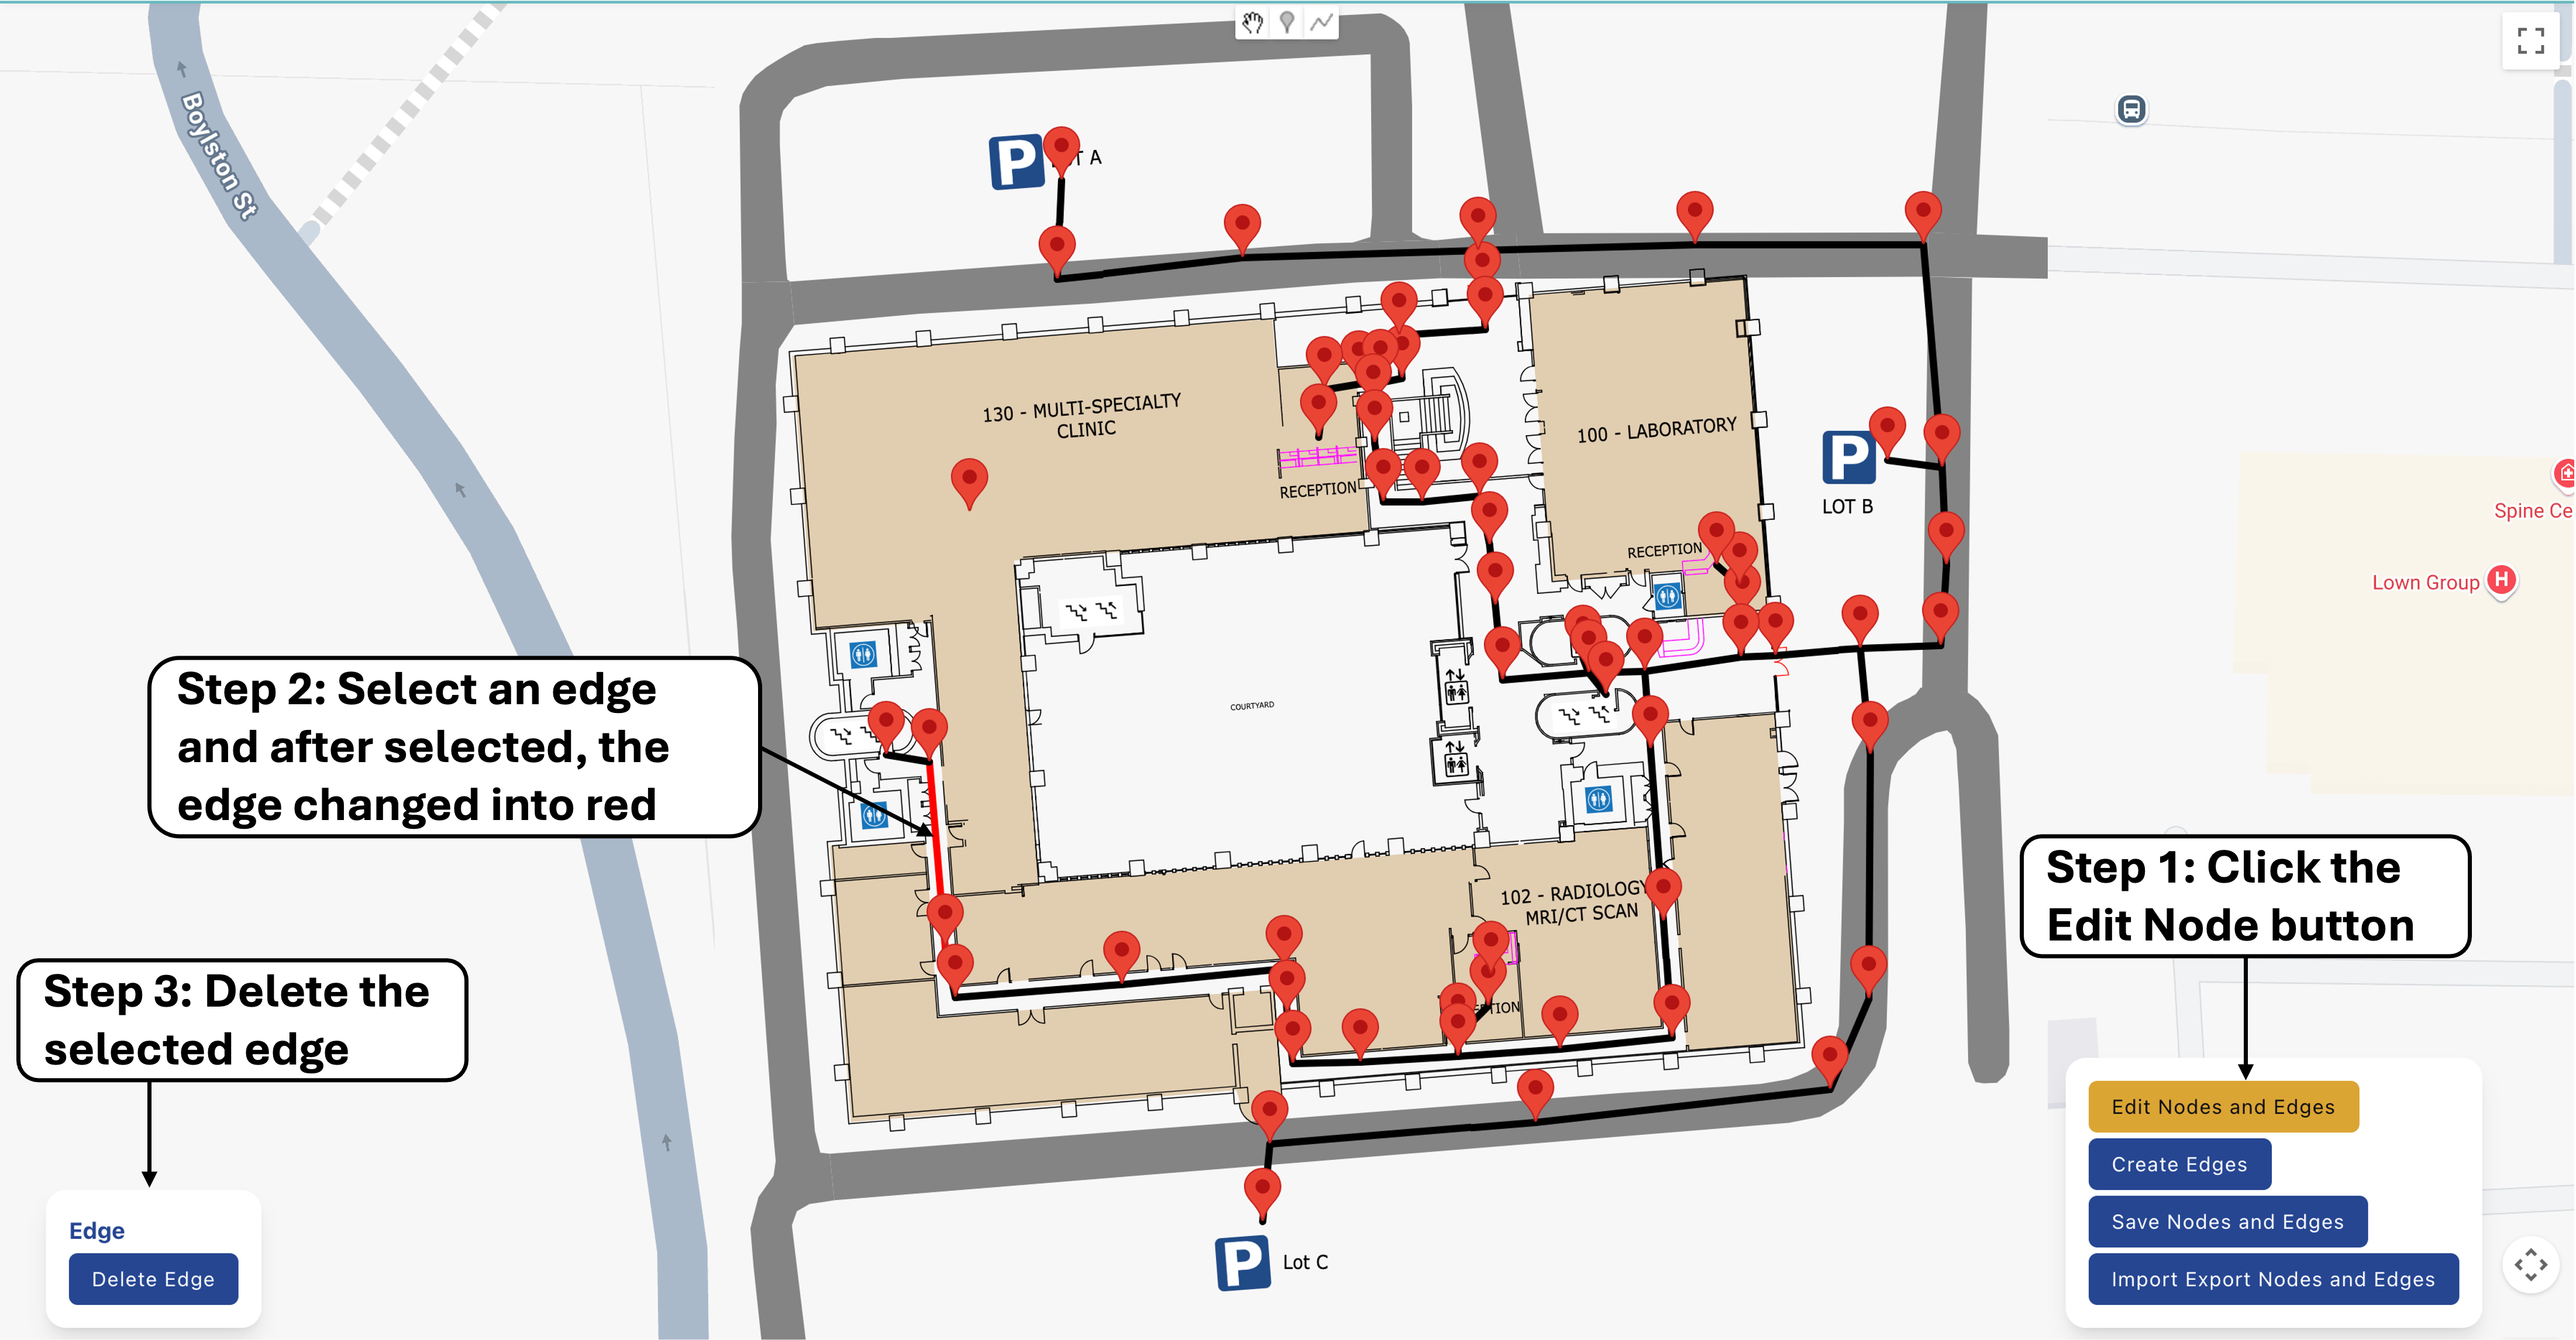 Boylston St
T A
130 - MULTI-SPECIALTY
CLINIC
100 - LABORATORY
RECEPTION
LOT B
RECEPTION
Spine Ce
Lown Group
Step 2: Select an edge
and after selected, the
edge changed into red
COURTYARD
Step 1: Click the
Edit Node button
102 - RADIOLOGY
MRI/CT SCAN
PTION
Step 3: Delete the
selected edge
Edit Nodes and Edges
Create Edges
Save Nodes and Edges
Import Export Nodes and Edges
Edge
Delete Edge
P Lot C